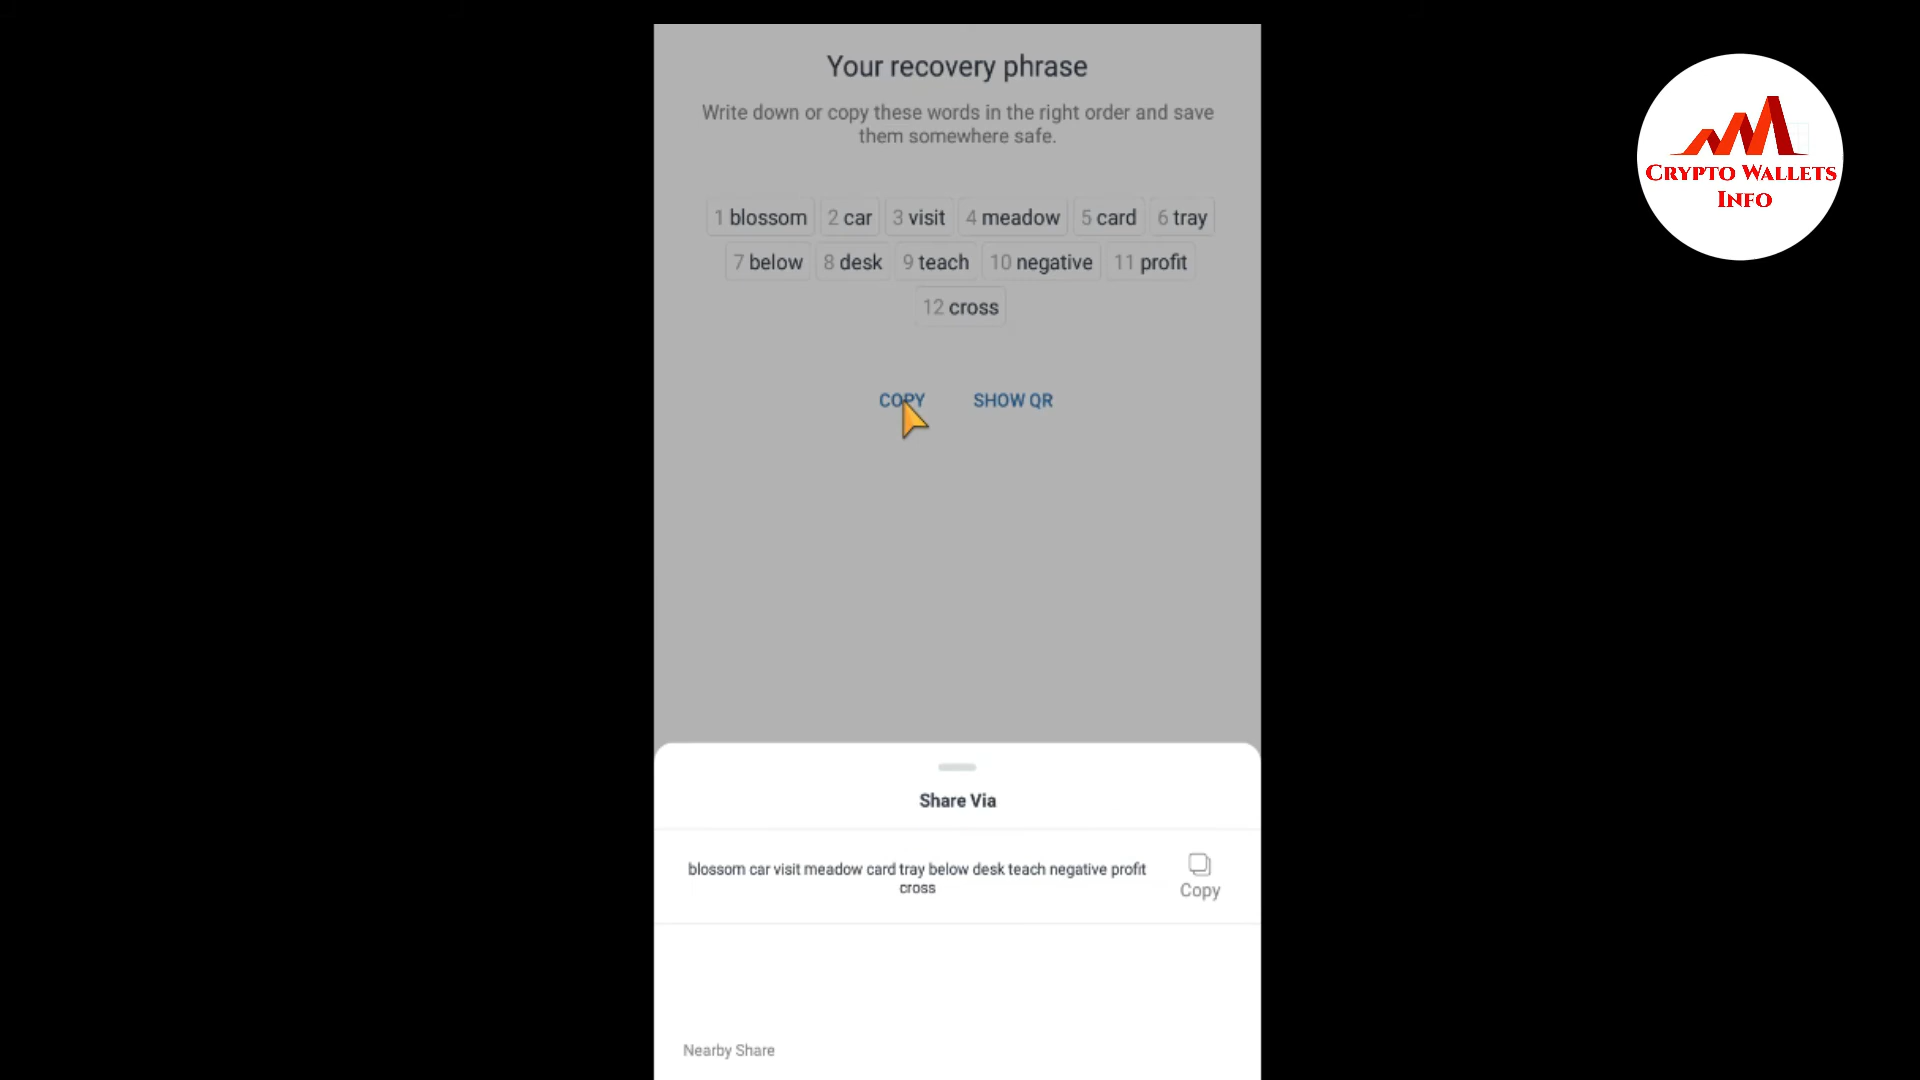 Your recovery phrase
Write down or copy these words in the right order and save
them somewhere safe.
1 blossom 2 car 3 visit 4 meadow 5 card 6 tray
7 below 8 desk 9 teach 10 negative 11 profit
12 cross
COPY SHOW QR
Share Via
blossom car visit meadow card tray below desk teach negative profit
cross
Copy
Nearby Share
Crypto Wallets
Info